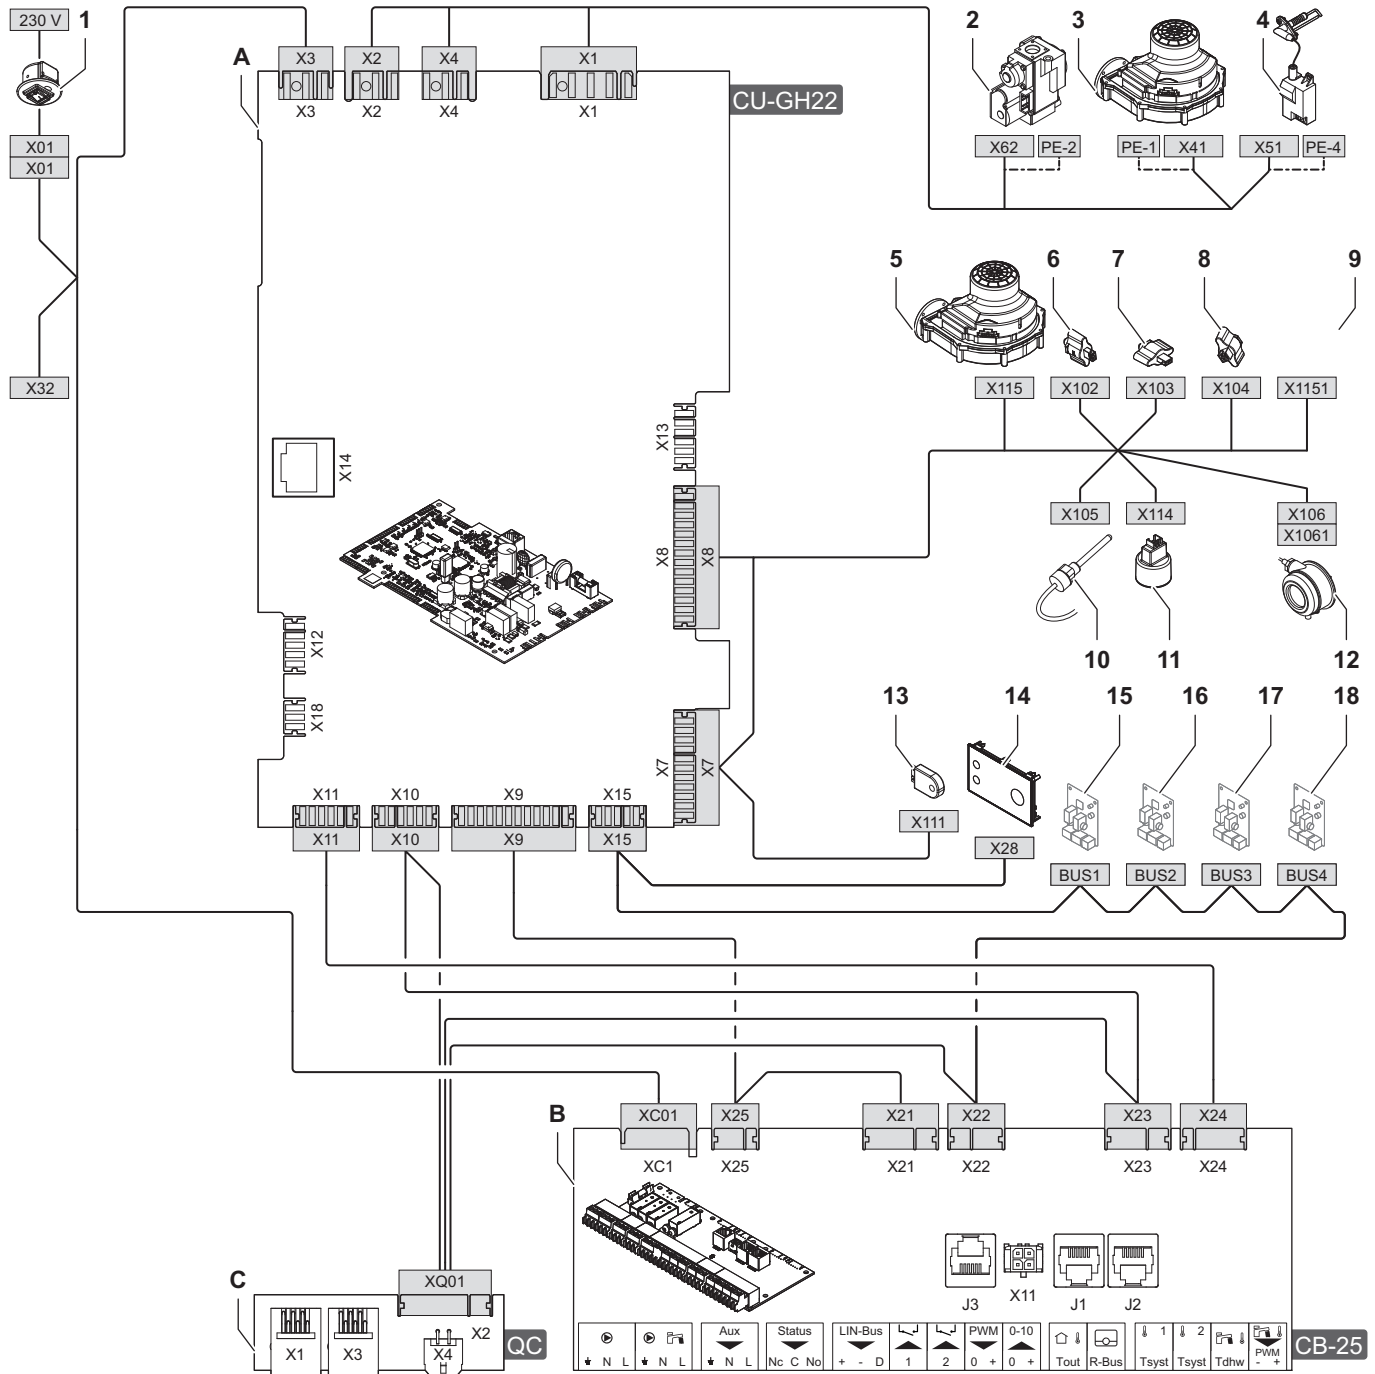 230 V 1
A
X3 X2 X4 X1
X3 X2 X4 X1
CU-GH22
2 3 4
X62 PE-2 PE-1 X41 X51 PE-4
X01
X01
X32
5 6 7 8 9
X115 X102 X103 X104 X1151
X13
X14
X105 X114 X106
X1061
X8 X8
10 11 12
X12
X18
X7 X7
13 14 15 16 17 18
X111
X28
BUS1 BUS2 BUS3 BUS4
X11 X10 X9 X15
X11 X10 X9 X15
B
XC01 X25 X21 X22 X23 X24
XC1 X25 X21 X22 X23 X24
J3 X11 J1 J2
C
XQ01
X2
X1 X3 X4
QC
Aux Status LIN-Bus PWM 0-10 1 2
N L N L N L Nc C No + - D 1 2 0 + 0 + Tout R-Bus Tsyst Tsyst Tdhw PWM - +
CB-25